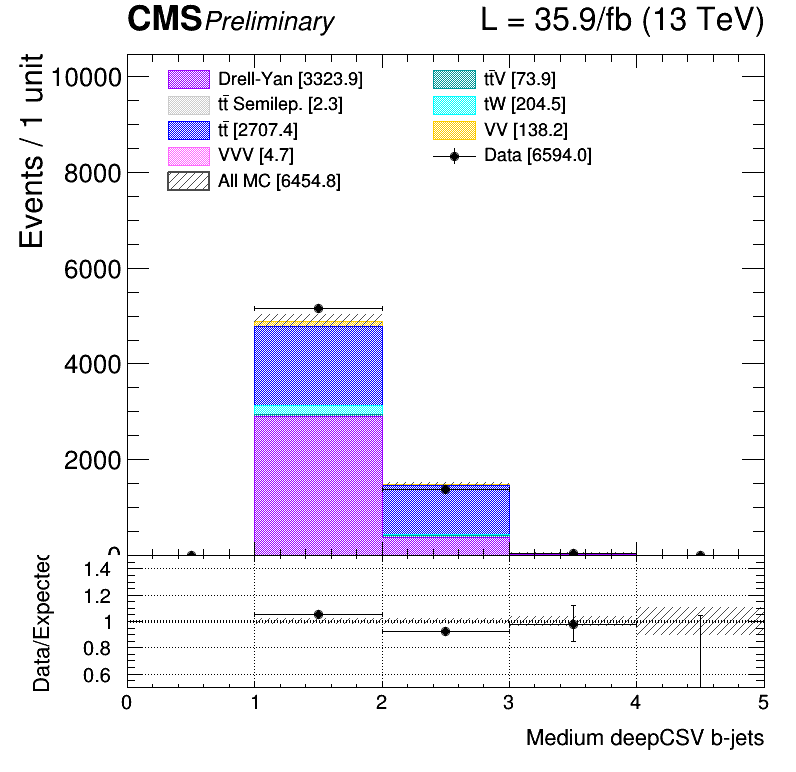 CMS Preliminary L = 35.9/fb (13 TeV)
Events / 1 unit
10000
8000
6000
4000
2000
0
Drell-Yan [3323.9]
tt̄ Semilep. [2.3]
tt̄ [2707.4]
VVV [4.7]
All MC [6454.8]
tt̄V [73.9]
tW [204.5]
VV [138.2]
Data [6594.0]
Data/Expected
1.4
1.2
1
0.8
0.6
0 1 2 3 4 5
Medium deepCSV b-jets